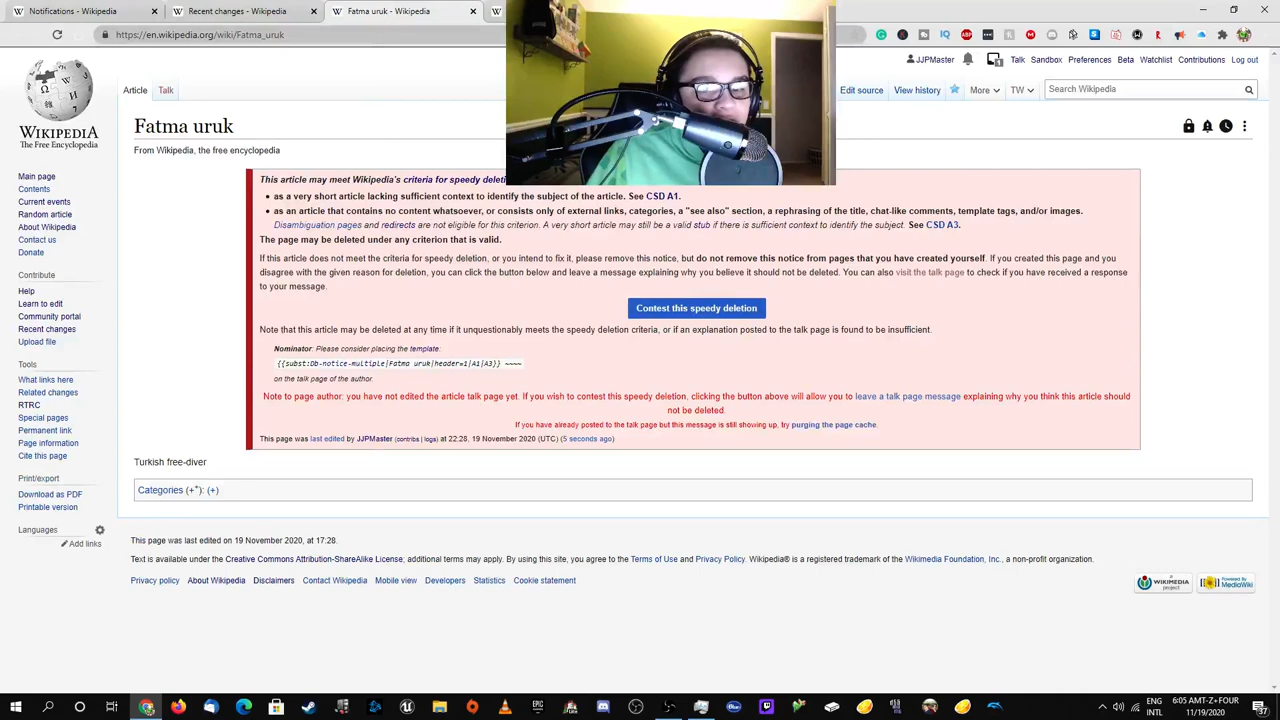 Notifications - Wikipedia
Fatma uruk - Wikipedia
W
https://en.wikipedia.org/wiki/Fatma_uruk
JJPMaster Talk Sandbox Preferences Beta Watchlist Contributions Log out
Article Talk
Edit source View history More TW Search Wikipedia
WIKIPEDIA
The Free Encyclopedia
Fatma uruk
From Wikipedia, the free encyclopedia
Main page
Contents
Current events
Random article
About Wikipedia
Contact us
Donate
Contribute
Help
Learn to edit
Community portal
Recent changes
Upload file
Tools
What links here
Related changes
RTRC
Special pages
Permanent link
Page information
Cite this page
Print/export
Download as PDF
Printable version
Languages
Add links
This article may meet Wikipedia's criteria for speedy deleti
• as a very short article lacking sufficient context to identify the subject of the article. See CSD A1.
• as an article that contains no content whatsoever, or consists only of external links, categories, a "see also" section, a rephrasing of the title, chat-like comments, template tags, and/or images.
Disambiguation pages and redirects are not eligible for this criterion. A very short article may still be a valid stub if there is sufficient context to identify the subject. See CSD A3.
The page may be deleted under any criterion that is valid.
If this article does not meet the criteria for speedy deletion, or you intend to fix it, please remove this notice, but do not remove this notice from pages that you have created yourself. If you created this page and you
disagree with the given reason for deletion, you can click the button below and leave a message explaining why you believe it should not be deleted. You can also visit the talk page to check if you have received a response
to your message.
Contest this speedy deletion
Note that this article may be deleted at any time if it unquestionably meets the speedy deletion criteria, or if an explanation posted to the talk page is found to be insufficient.
Nominator: Please consider placing the template:
{{subst:Db-notice-multiple|Fatma uruk|header=1|A1|A3}} ~~~~
on the talk page of the author.
Note to page author: you have not edited the article talk page yet. If you wish to contest this speedy deletion, clicking the button above will allow you to leave a talk page message explaining why you think this article should
not be deleted.
If you have already posted to the talk page but this message is still showing up, try purging the page cache.
This page was last edited by JJPMaster (contribs | logs) at 22:28, 19 November 2020 (UTC) (5 seconds ago)
Turkish free-diver
Categories (+⁺): (+)
This page was last edited on 19 November 2020, at 17:28.
Text is available under the Creative Commons Attribution-ShareAlike License; additional terms may apply. By using this site, you agree to the Terms of Use and Privacy Policy. Wikipedia® is a registered trademark of the Wikimedia Foundation, Inc., a non-profit organization.
Privacy policy About Wikipedia Disclaimers Contact Wikipedia Mobile view Developers Statistics Cookie statement
WIKIMEDIA project
Powered By MediaWiki
ENG
INTL
6:05 AMT-Z+FOUR
11/19/2020